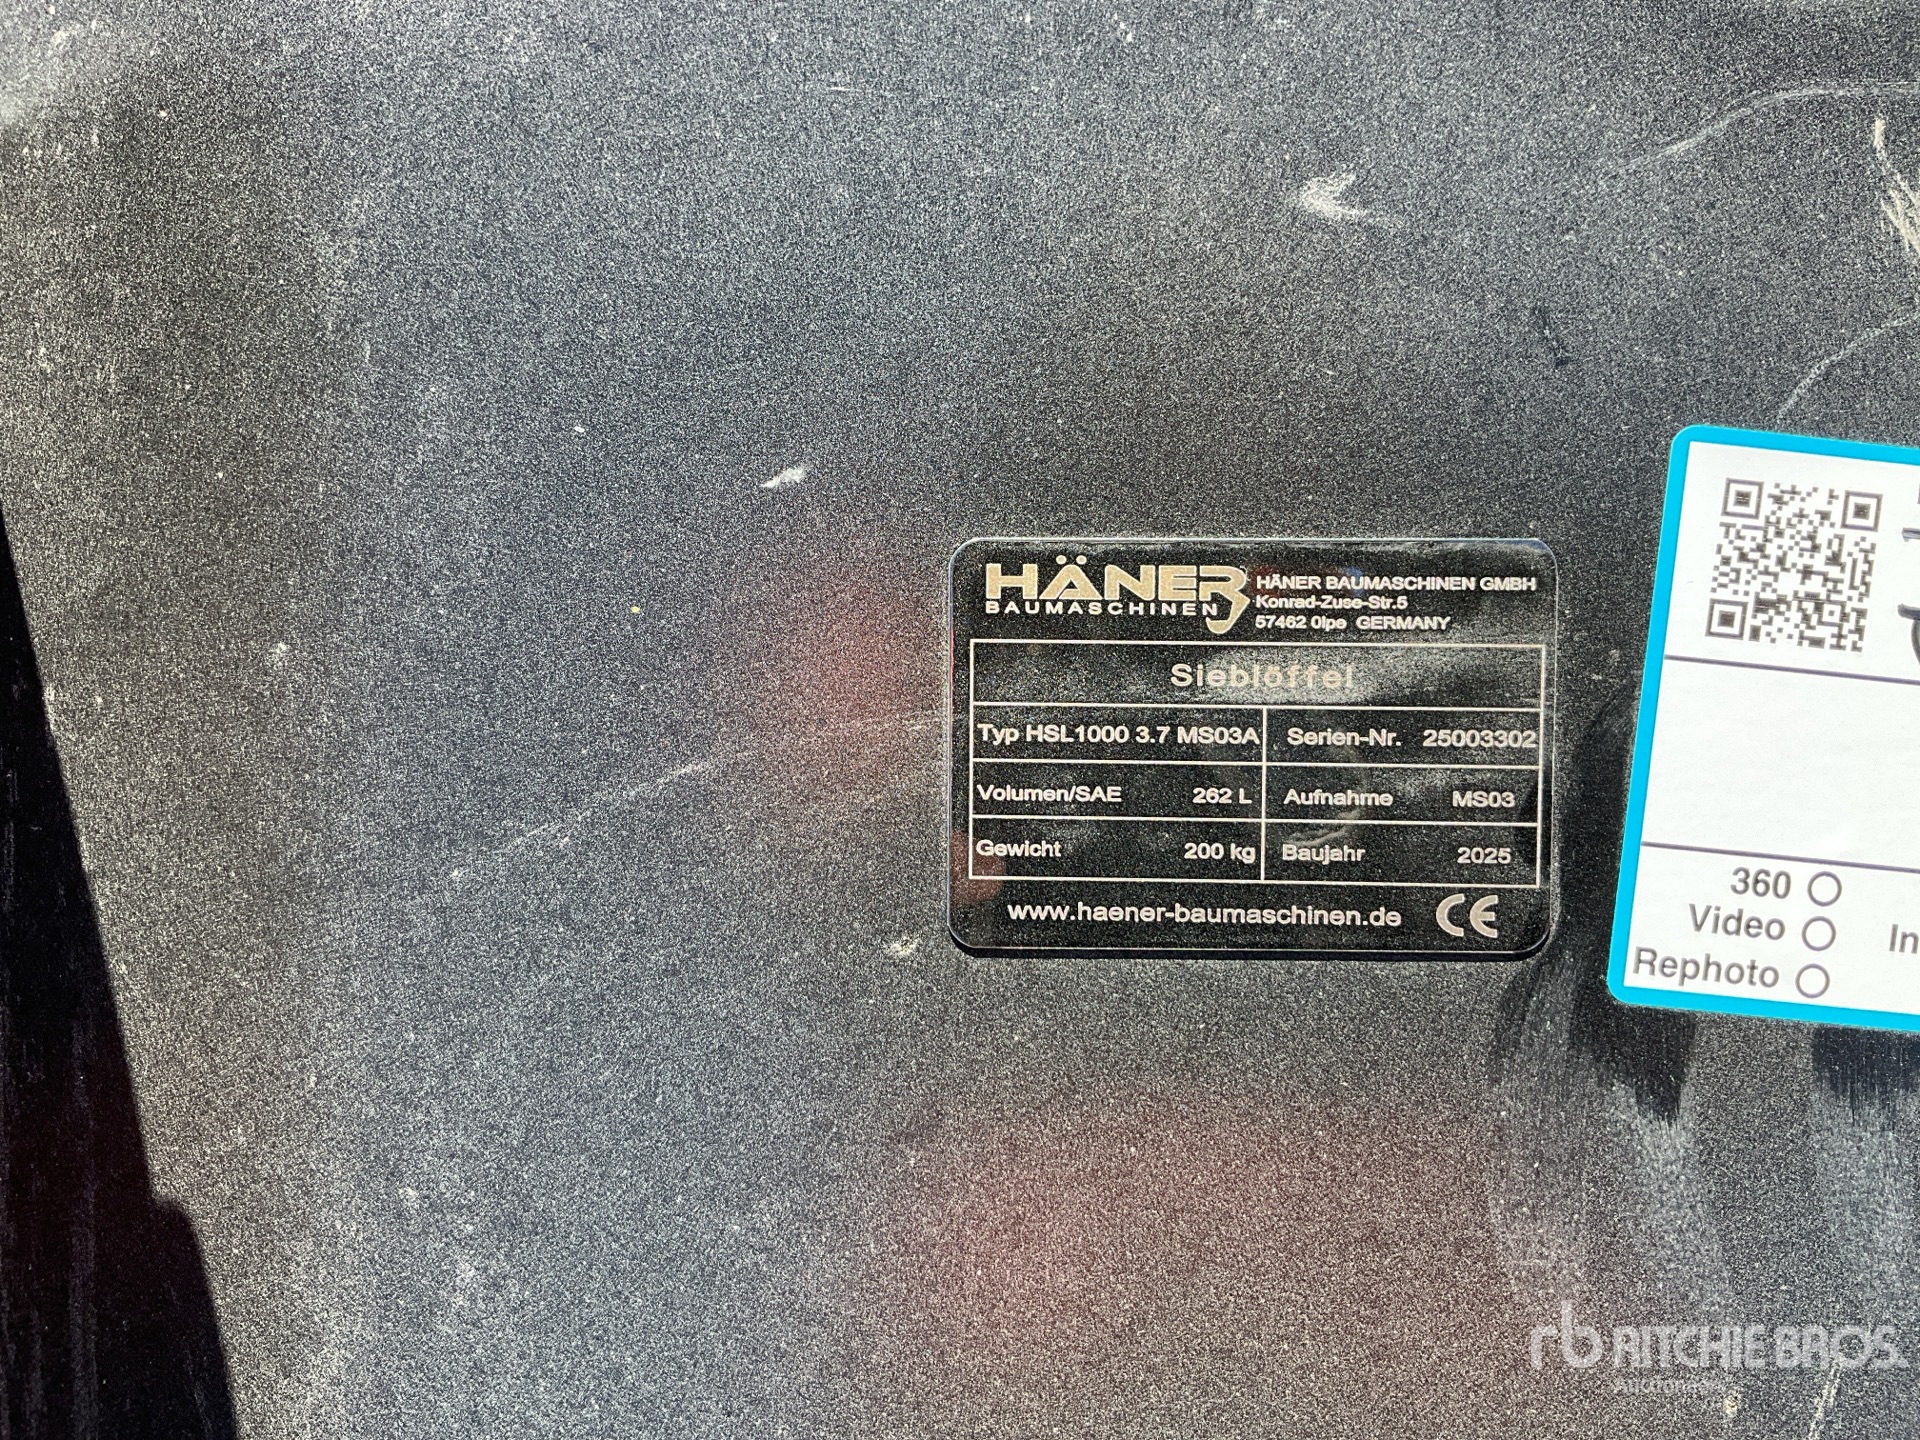 HÄNER
BAUMASCHINEN
HÄNER BAUMASCHINEN GMBH
Konrad-Zuse-Str.5
57462 Olpe GERMANY
Sieblöffel
Typ HSL1000 3.7 MS03A Serien-Nr. 25003302
Volumen/SAE 262 L Aufnahme MS03
Gewicht 200 kg Baujahr 2025
www.haener-baumaschinen.de CE
360
Video
Rephoto
In
rb RITCHIE BROS.
Auctioneers